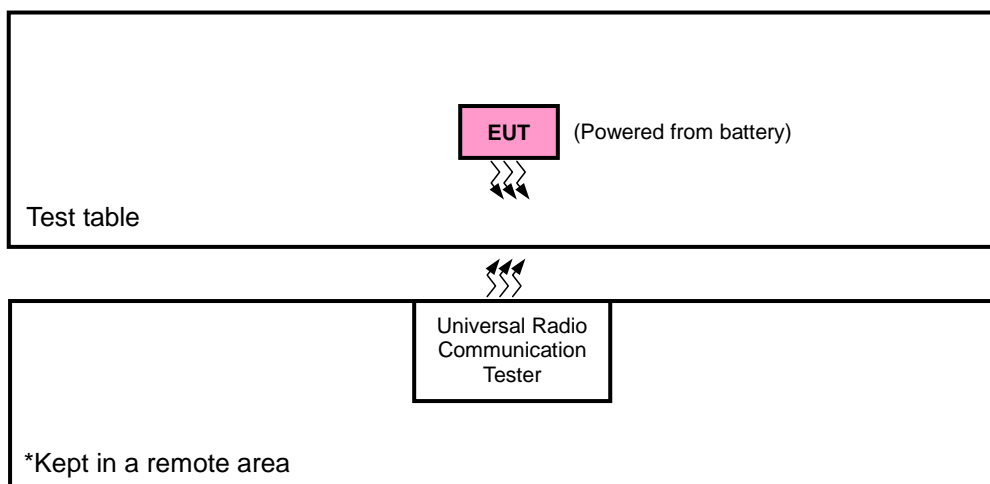 EUT
(Powered from battery)
Test table
Universal Radio
Communication
Tester
*Kept in a remote area